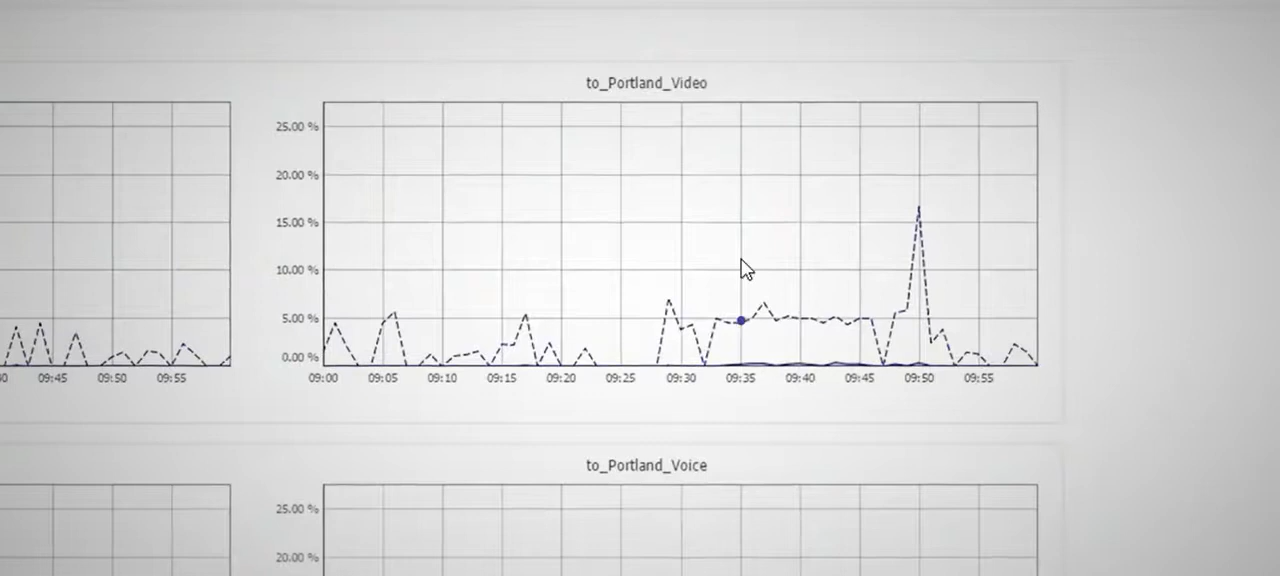 to_Portland_Video
25.00 %
20.00 %
15.00 %
10.00 %
5.00 %
0.00 %
09:45 09:50 09:55
09:00 09:05 09:10 09:15 09:20 09:25 09:30 09:35 09:40 09:45 09:50 09:55
to_Portland_Voice
25.00 %
20.00 %